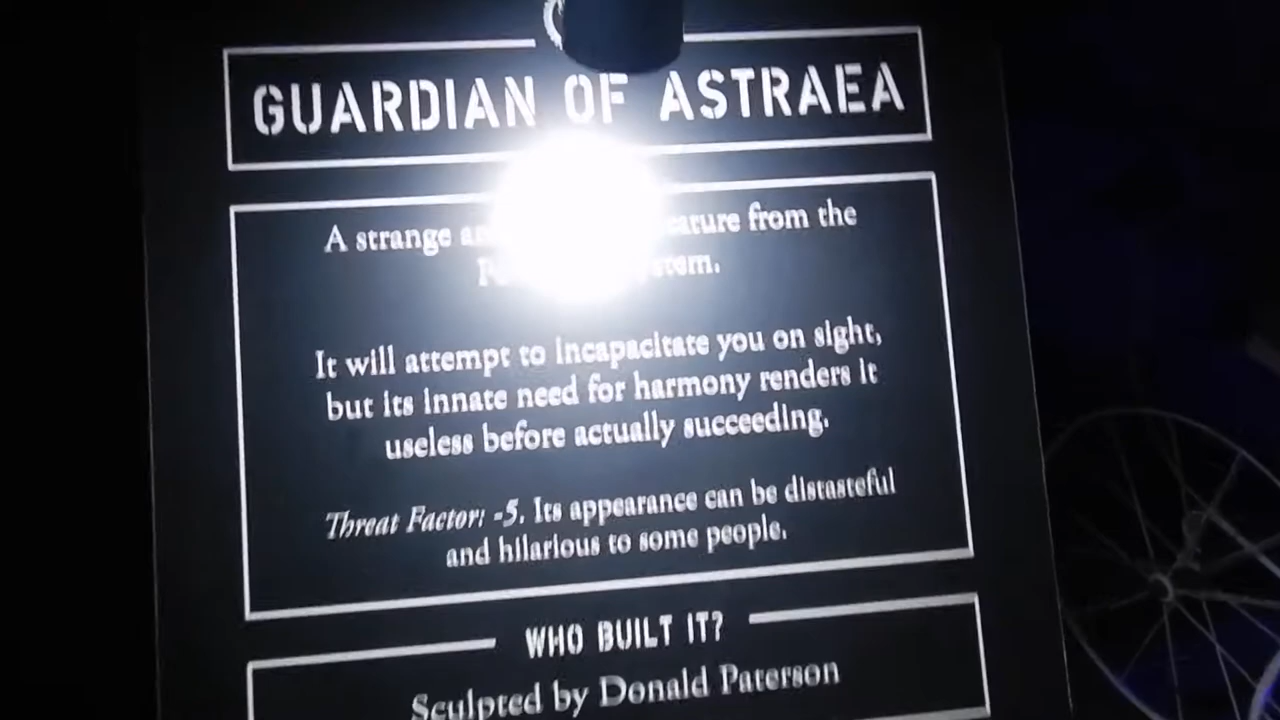 GUARDIAN OF ASTRAEA
A strange from the
It will attempt to incapacitate you on sight,
but its innate need for harmony renders it
useless before actually succeeding.
Threat Factor: -5. Its appearance can be distasteful
and hilarious to some people.
WHO BUILT IT?
Sculpted by Donald Paterson